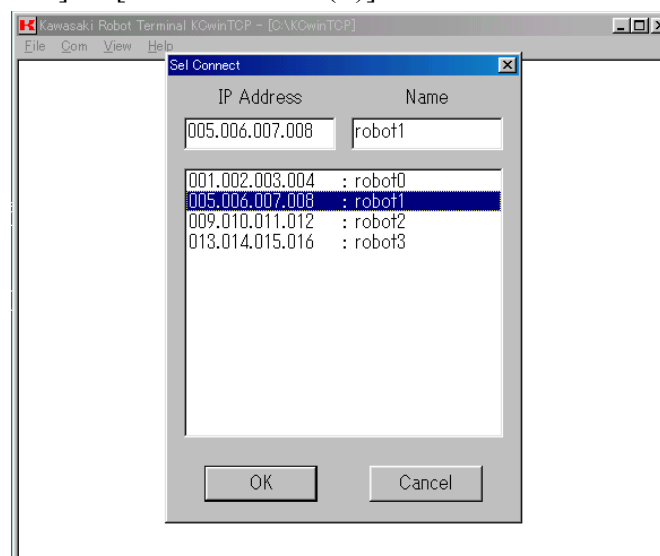 Kawasaki Robot Terminal KCwinTCP - [C:\KCwinTCP]
File Com View Help
Sel Connect
IP Address Name
005.006.007.008 robot1
001.002.003.004 : robot0
005.006.007.008 : robot1
009.010.011.012 : robot2
013.014.015.016 : robot3
OK Cancel